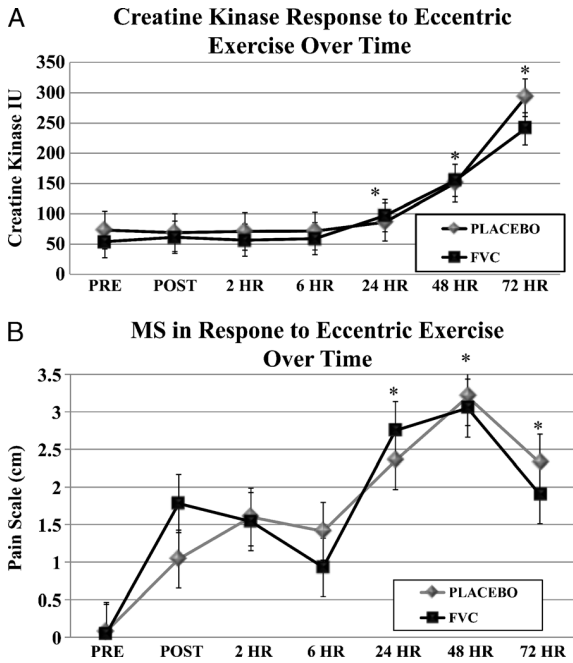 A
Creatine Kinase Response to Eccentric
Exercise Over Time
Creatine Kinase IU
350
300
250
200
150
100
50
0
*
*
*
PLACEBO
FVC
PRE
POST
2 HR
6 HR
24 HR
48 HR
72 HR
B
MS in Respone to Eccentric Exercise
Over Time
Pain Scale (cm)
3.5
3
2.5
2
1.5
1
0.5
0
*
*
*
PLACEBO
FVC
PRE
POST
2 HR
6 HR
24 HR
48 HR
72 HR